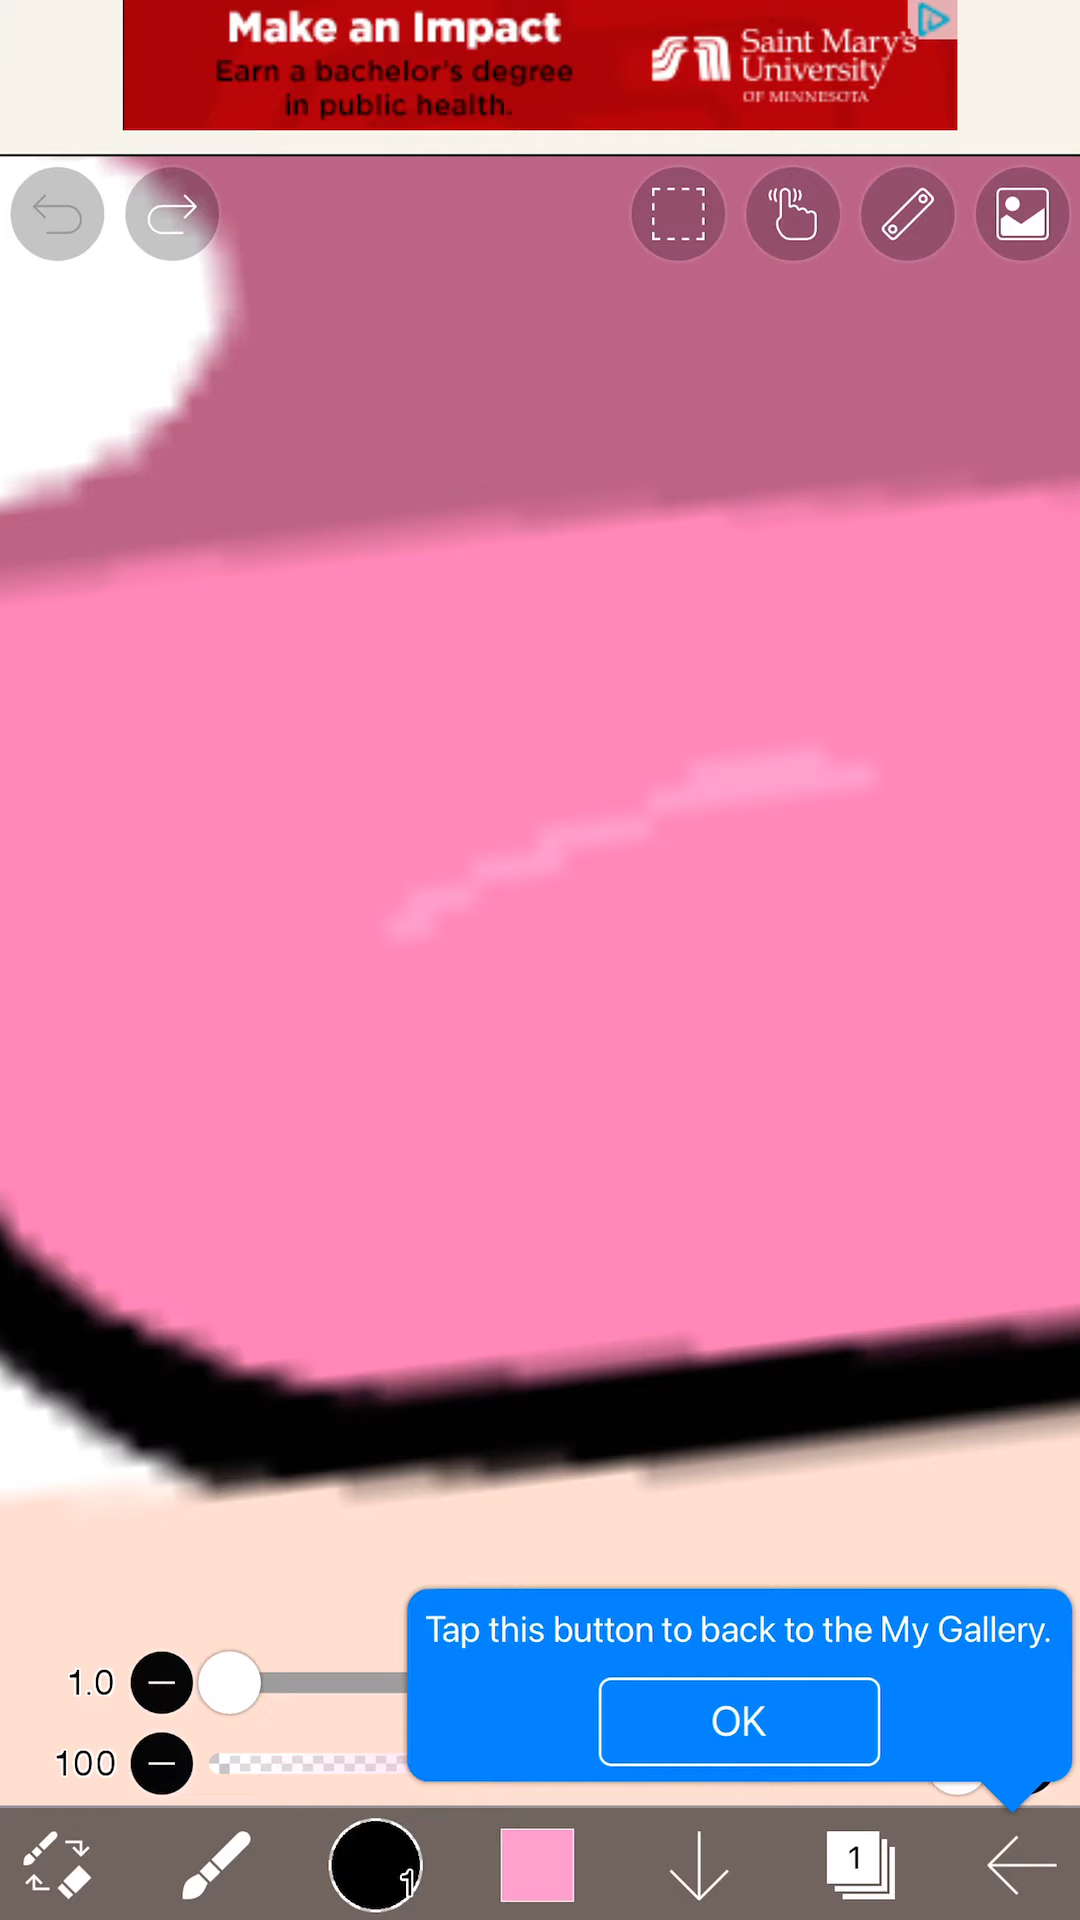 Make an Impact
Earn a bachelor's degree
in public health.
Saint Mary's
University
OF MINNESOTA
Tap this button to back to the My Gallery.
OK
1.0
100
1
1